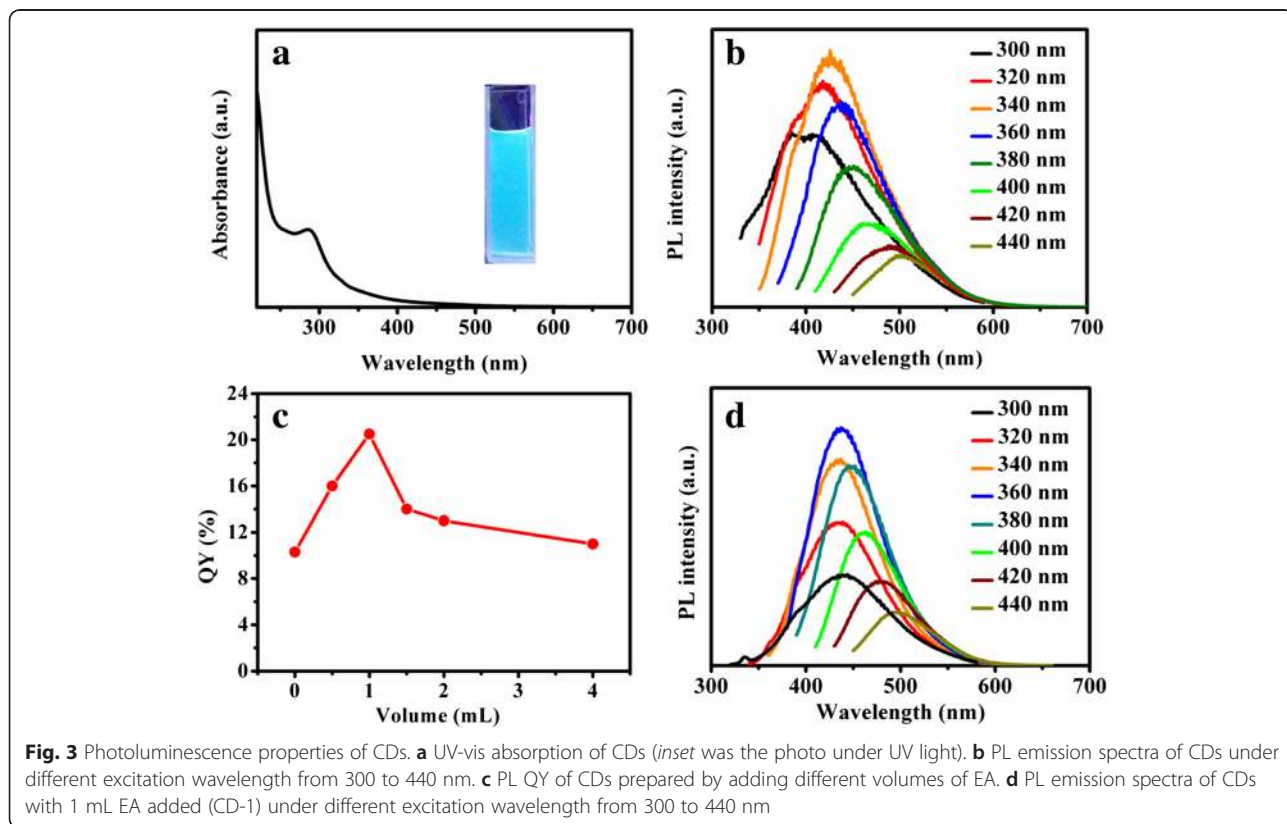 a
Absorbance (a.u.)
300 400 500 600 700
Wavelength (nm)
b
PL intensity (a.u.)
300 nm
320 nm
340 nm
360 nm
380 nm
400 nm
420 nm
440 nm
300 400 500 600 700
Wavelength (nm)
c
QY (%)
24
20
16
12
8
4
0
0 1 2 3 4
Volume (mL)
d
PL intensity (a.u.)
300 nm
320 nm
340 nm
360 nm
380 nm
400 nm
420 nm
440 nm
300 400 500 600 700
Wavelength (nm)
Fig. 3 Photoluminescence properties of CDs. a UV-vis absorption of CDs (inset was the photo under UV light). b PL emission spectra of CDs under
different excitation wavelength from 300 to 440 nm. c PL QY of CDs prepared by adding different volumes of EA. d PL emission spectra of CDs
with 1 mL EA added (CD-1) under different excitation wavelength from 300 to 440 nm